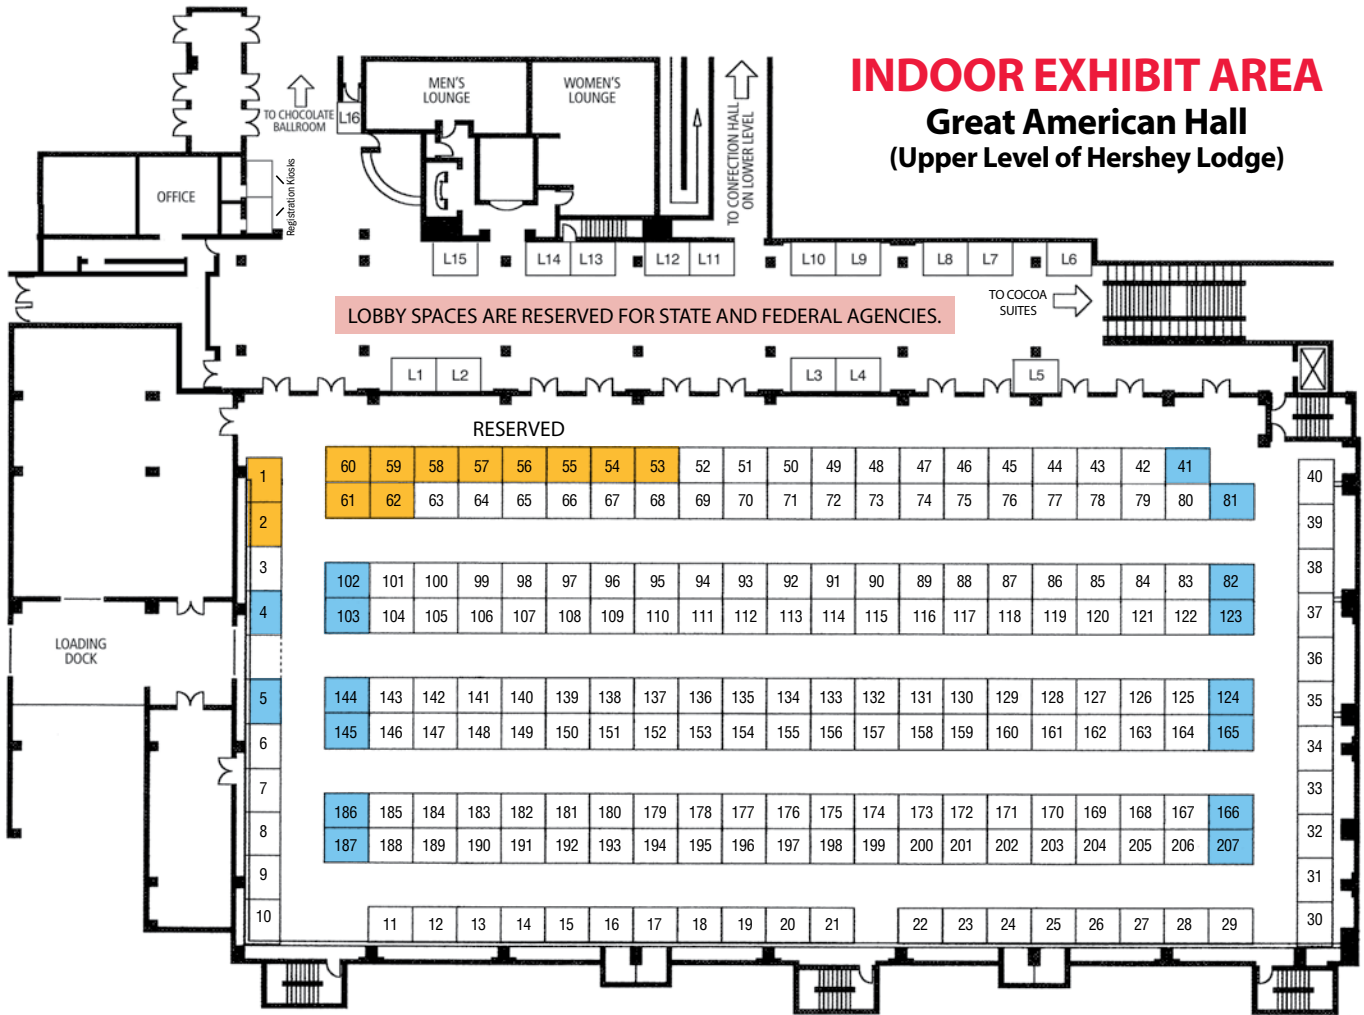 INDOOR EXHIBIT AREA
Great American Hall
(Upper Level of Hershey Lodge)
MEN'S
LOUNGE
WOMEN'S
LOUNGE
TO CHOCOLATE
BALLROOM
L16
TO CONFECTION HALL
ON LOWER LEVEL
OFFICE
Registration Kiosks
L15 L14 L13 L12 L11 L10 L9 L8 L7 L6
TO COCOA
SUITES
LOBBY SPACES ARE RESERVED FOR STATE AND FEDERAL AGENCIES.
L1 L2 L3 L4 L5
RESERVED
60 59 58 57 56 55 54 53 52 51 50 49 48 47 46 45 44 43 42 41
61 62 63 64 65 66 67 68 69 70 71 72 73 74 75 76 77 78 79 80 81
102 101 100 99 98 97 96 95 94 93 92 91 90 89 88 87 86 85 84 83 82
103 104 105 106 107 108 109 110 111 112 113 114 115 116 117 118 119 120 121 122 123
144 143 142 141 140 139 138 137 136 135 134 133 132 131 130 129 128 127 126 125 124
145 146 147 148 149 150 151 152 153 154 155 156 157 158 159 160 161 162 163 164 165
186 185 184 183 182 181 180 179 178 177 176 175 174 173 172 171 170 169 168 167 166
187 188 189 190 191 192 193 194 195 196 197 198 199 200 201 202 203 204 205 206 207
1
2
3
4
5
6
7
8
9
10
LOADING
DOCK
11 12 13 14 15 16 17 18 19 20 21 22 23 24 25 26 27 28 29
40
39
38
37
36
35
34
33
32
31
30